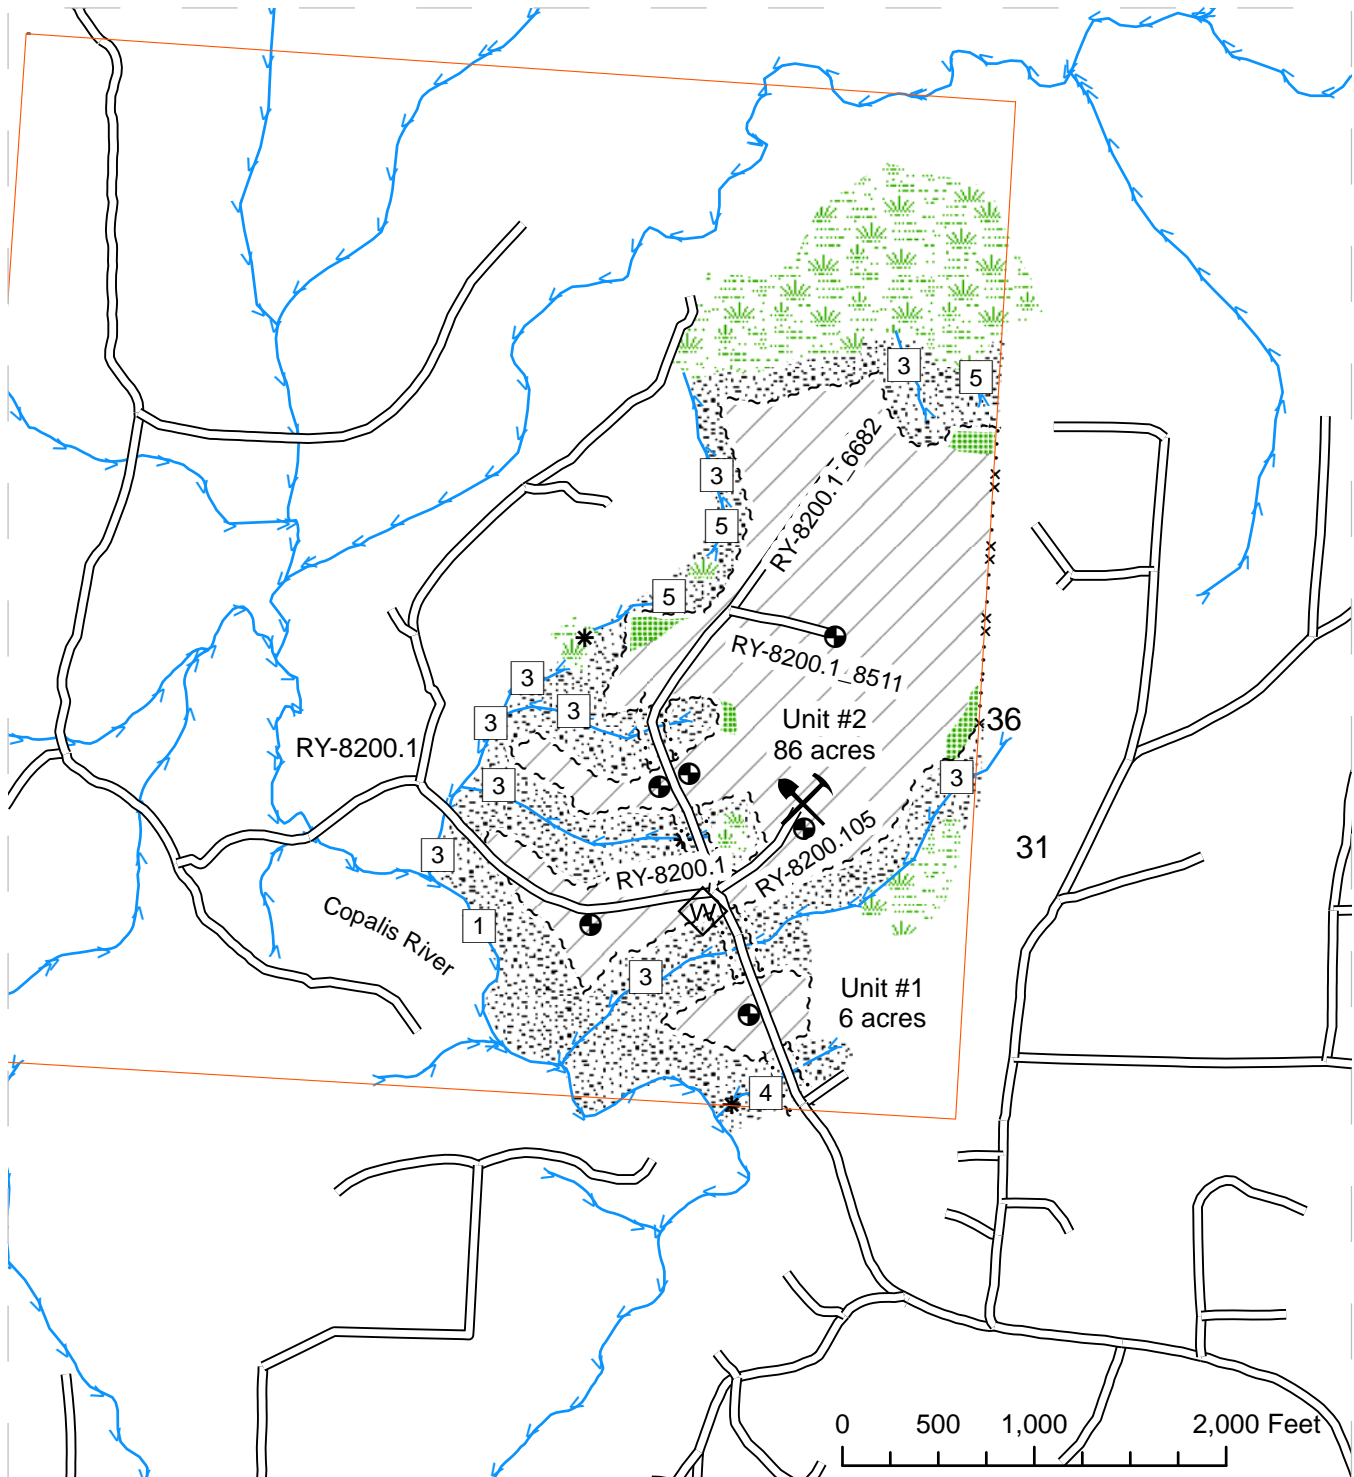 3
5
RY-8200.1_6682
3
5
5
RY-8200.1_8511
3
3
3
Unit #2
86 acres
36
RY-8200.1
3
3
RY-8200.105
31
3
RY-8200.1
W
1
Copalis River
3
Unit #1
6 acres
4
0 500 1,000 2,000 Feet